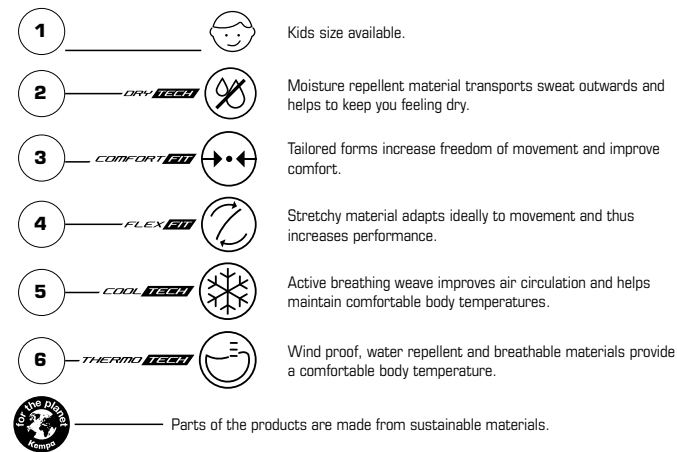 1
Kids size available.
2
DRY TECH
Moisture repellent material transports sweat outwards and
helps to keep you feeling dry.
3
COMFORT FIT
Tailored forms increase freedom of movement and improve
comfort.
4
FLEX FIT
Stretchy material adapts ideally to movement and thus
increases performance.
5
COOL TECH
Active breathing weave improves air circulation and helps
maintain comfortable body temperatures.
6
THERMO TECH
Wind proof, water repellent and breathable materials provide
a comfortable body temperature.
for the planet
Kempa
Parts of the products are made from sustainable materials.